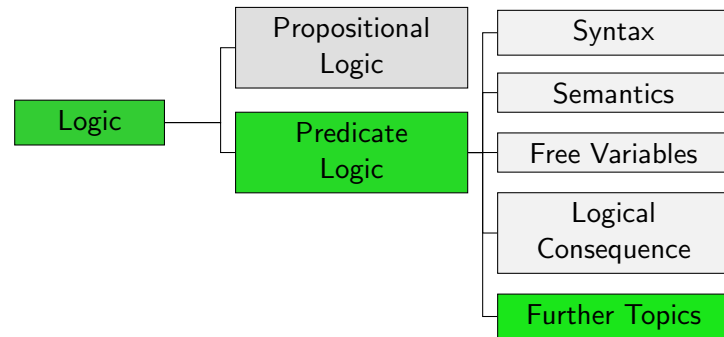 Logic
Propositional
Logic
Predicate
Logic
Syntax
Semantics
Free Variables
Logical
Consequence
Further Topics